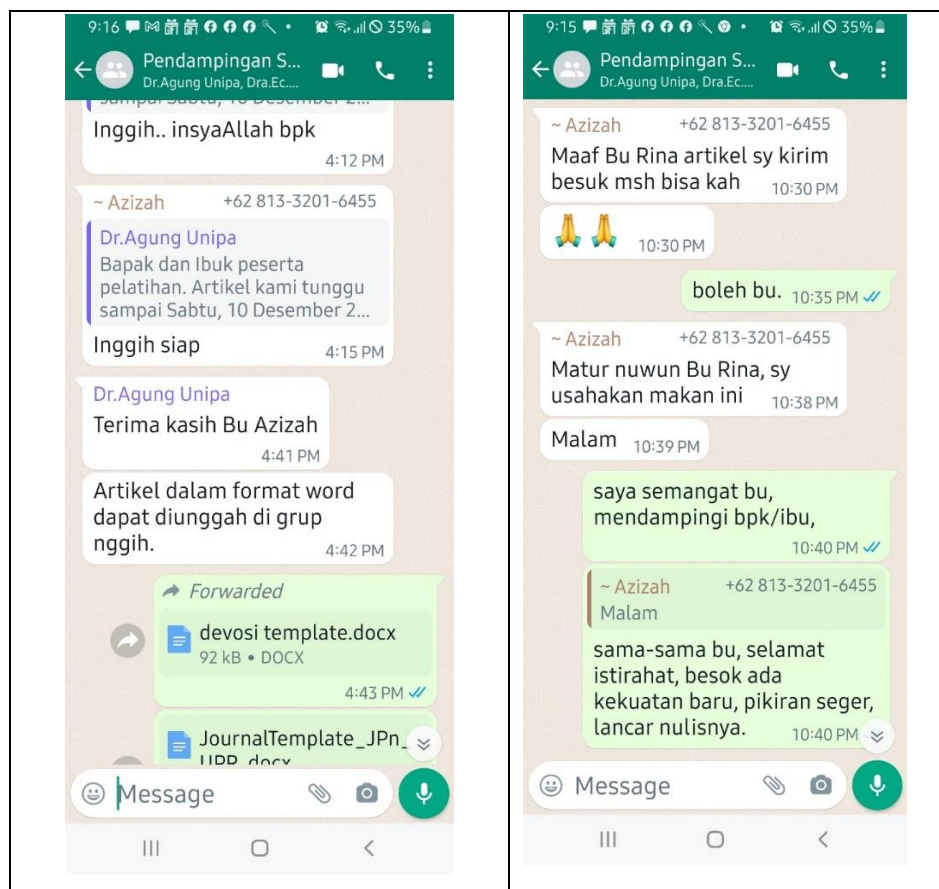 9:16
35%
Pendampingan S...
Dr.Agung Unipa, Dra.Ec....
sampai Sabtu, 10 Desember 2...
Inggih.. insyaAllah bpk
4:12 PM
~ Azizah +62 813-3201-6455
Dr.Agung Unipa
Bapak dan Ibuk peserta
pelatihan. Artikel kami tunggu
sampai Sabtu, 10 Desember 2...
Inggih siap
4:15 PM
Dr.Agung Unipa
Terima kasih Bu Azizah
4:41 PM
Artikel dalam format word
dapat diunggah di grup
nggih.
4:42 PM
Forwarded
devosi template.docx
92 kB • DOCX
4:43 PM
JournalTemplate_JPn_
UPR.docx
Message
9:15
35%
Pendampingan S...
Dr.Agung Unipa, Dra.Ec....
~ Azizah +62 813-3201-6455
Maaf Bu Rina artikel sy kirim
besuk msh bisa kah 10:30 PM
🙏 🙏 10:30 PM
boleh bu. 10:35 PM
~ Azizah +62 813-3201-6455
Matur nuwun Bu Rina, sy
usahakan makan ini 10:38 PM
Malam 10:39 PM
saya semangat bu,
mendampingi bpk/ibu,
10:40 PM
~ Azizah +62 813-3201-6455
Malam
sama-sama bu, selamat
istirahat, besok ada
kekuatan baru, pikiran seger,
lancar nulisnya. 10:40 PM
Message